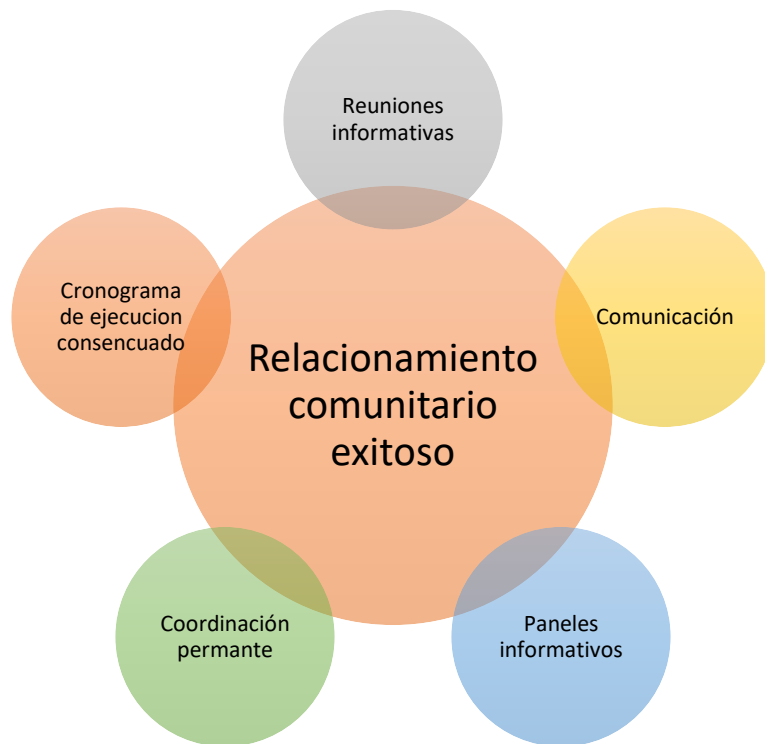 Reuniones
informativas
Comunicación
Paneles
informativos
Coordinación
permante
Cronograma
de ejecucion
consencuado
Relacionamiento
comunitario
exitoso